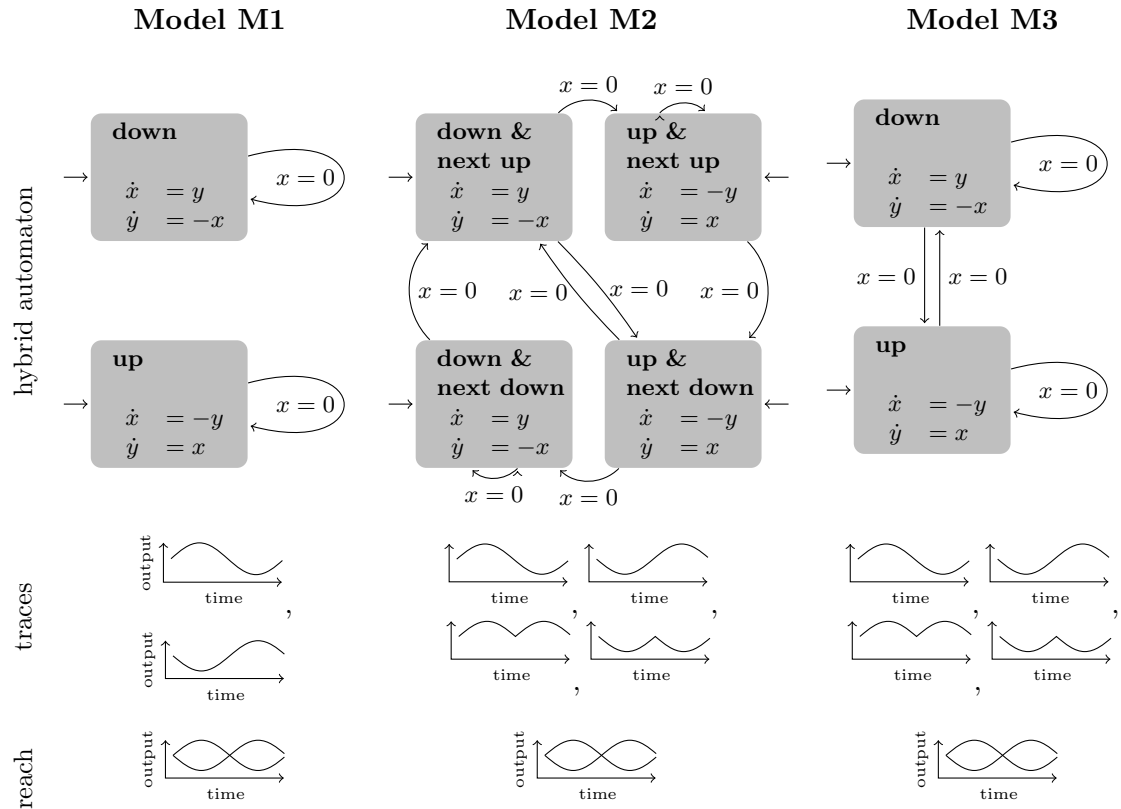 Model M1
Model M2
Model M3
hybrid automaton
down
ẋ = y
ẏ = −x
x = 0
up
ẋ = −y
ẏ = x
x = 0
down &
next up
ẋ = y
ẏ = −x
x = 0
up &
next up
ẋ = −y
ẏ = x
x = 0
x = 0
x = 0
x = 0
x = 0
down &
next down
ẋ = y
ẏ = −x
x = 0
up &
next down
ẋ = −y
ẏ = x
x = 0
down
ẋ = y
ẏ = −x
x = 0
x = 0
x = 0
up
ẋ = −y
ẏ = x
x = 0
traces
output
time
,
output
time
time
,
time
,
time
,
time
time
,
time
,
time
,
time
reach
output
time
output
time
output
time